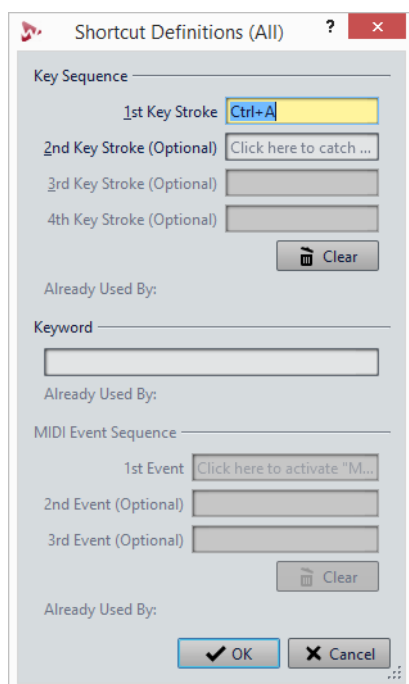 Shortcut Definitions (All) ?
Key Sequence
1st Key Stroke Ctrl+A
2nd Key Stroke (Optional) Click here to catch ...
3rd Key Stroke (Optional)
4th Key Stroke (Optional)
Clear
Already Used By:
Keyword
Already Used By:
MIDI Event Sequence
1st Event Click here to activate "M...
2nd Event (Optional)
3rd Event (Optional)
Clear
Already Used By:
OK Cancel